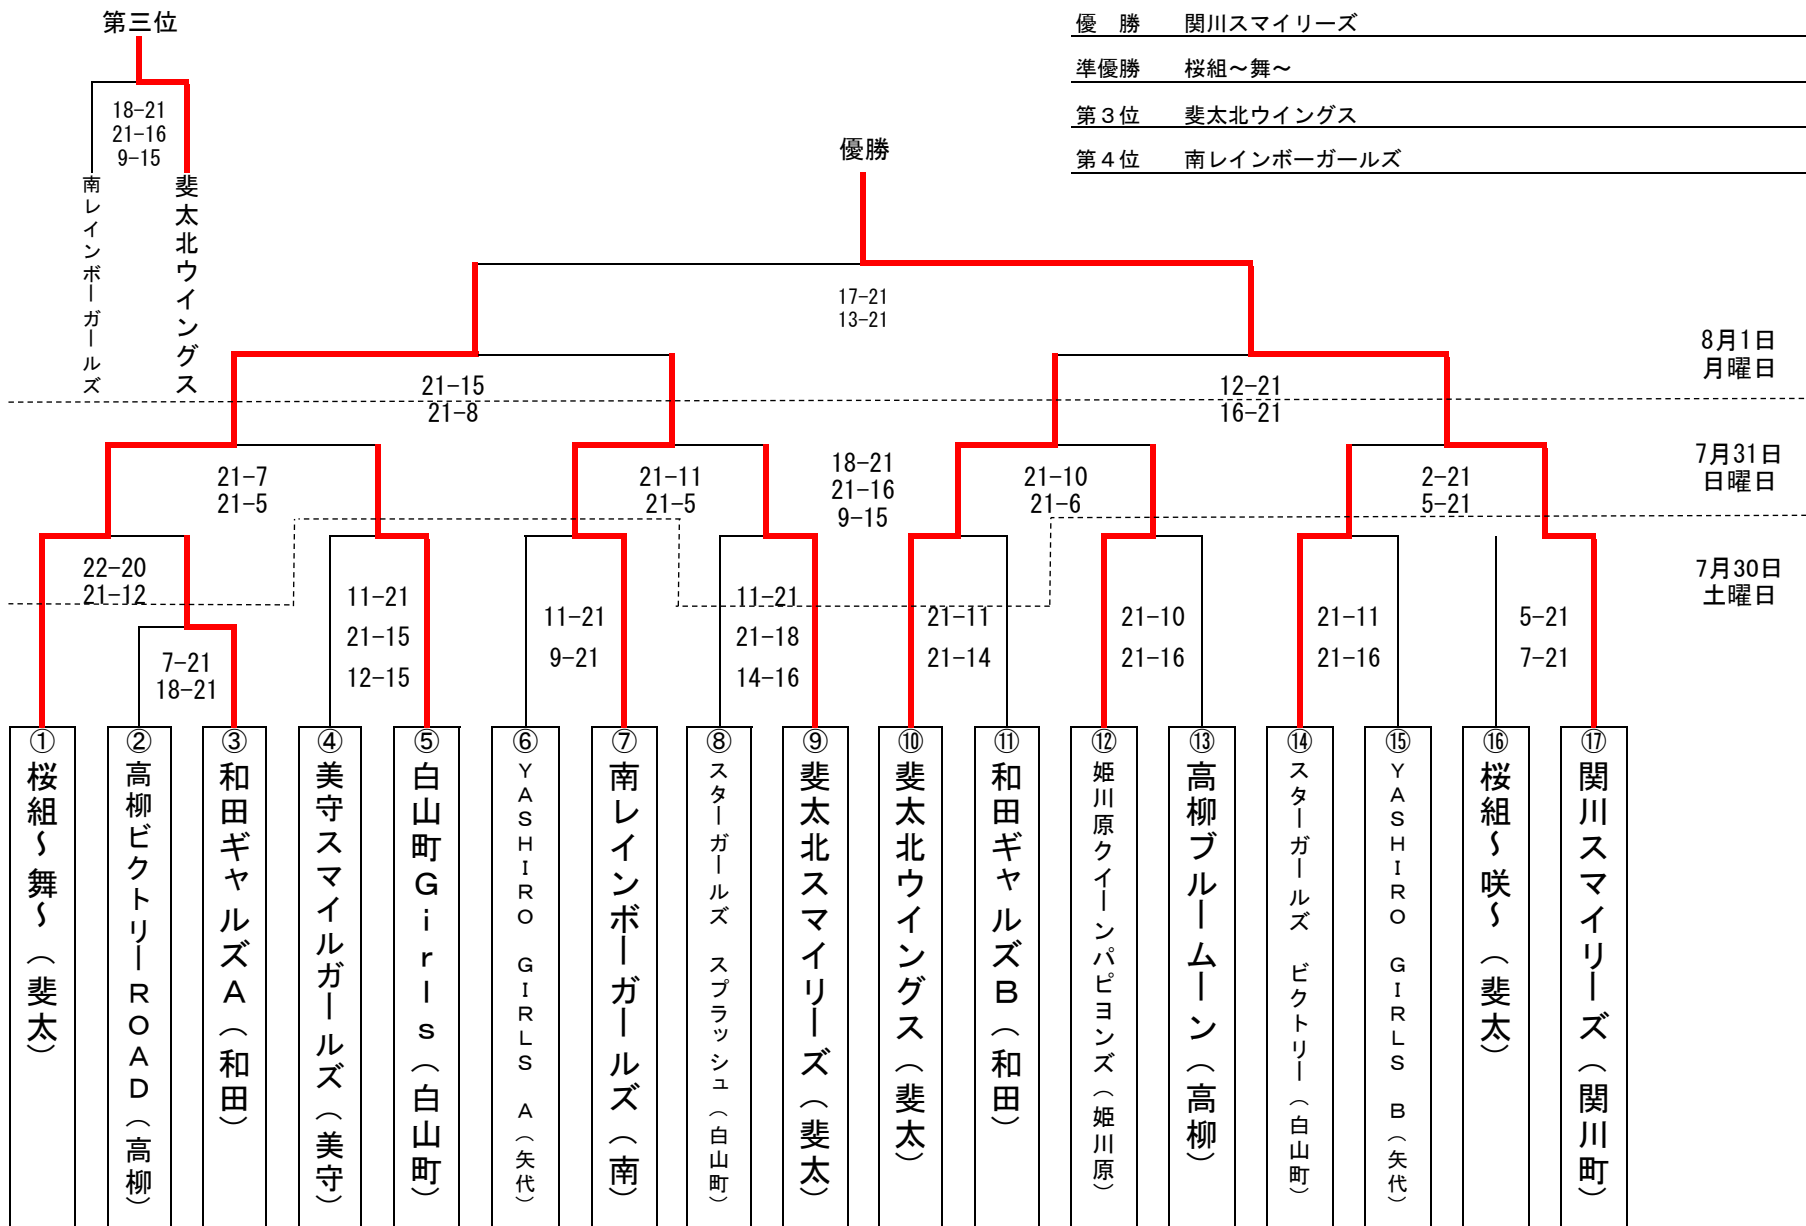 第三位
優　勝　関川スマイリーズ
準優勝　桜組～舞～
第３位　斐太北ウイングス
第４位　南レインボーガールズ
18-21
21-16
9-15
南レインボーガールズ
斐太北ウイングス
優勝
17-21
13-21
8月1日
月曜日
21-15
21-8
12-21
16-21
7月31日
日曜日
21-7
21-5
21-11
21-5
18-21
21-16
9-15
21-10
21-6
2-21
5-21
7月30日
土曜日
22-20
21-12
11-21
21-15
12-15
11-21
9-21
11-21
21-18
14-16
21-11
21-14
21-10
21-16
21-11
21-16
5-21
7-21
7-21
18-21
①桜組～舞～（斐太）
②高柳ビクトリーＲＯＡＤ（高柳）
③和田ギャルズＡ（和田）
④美守スマイルガールズ（美守）
⑤白山町Ｇｉｒｌｓ（白山町）
⑥ＹＡＳＨＩＲＯ　ＧＩＲＬＳ　Ａ（矢代）
⑦南レインボーガールズ（南）
⑧スターガールズ　スプラッシュ（白山町）
⑨斐太北スマイリーズ（斐太）
⑩斐太北ウイングス（斐太）
⑪和田ギャルズＢ（和田）
⑫姫川原クイーンパピヨンズ（姫川原）
⑬高柳ブルームーン（高柳）
⑭スターガールズ　ビクトリー（白山町）
⑮ＹＡＳＨＩＲＯ　ＧＩＲＬＳ　Ｂ（矢代）
⑯桜組～咲～（斐太）
⑰関川スマイリーズ（関川町）